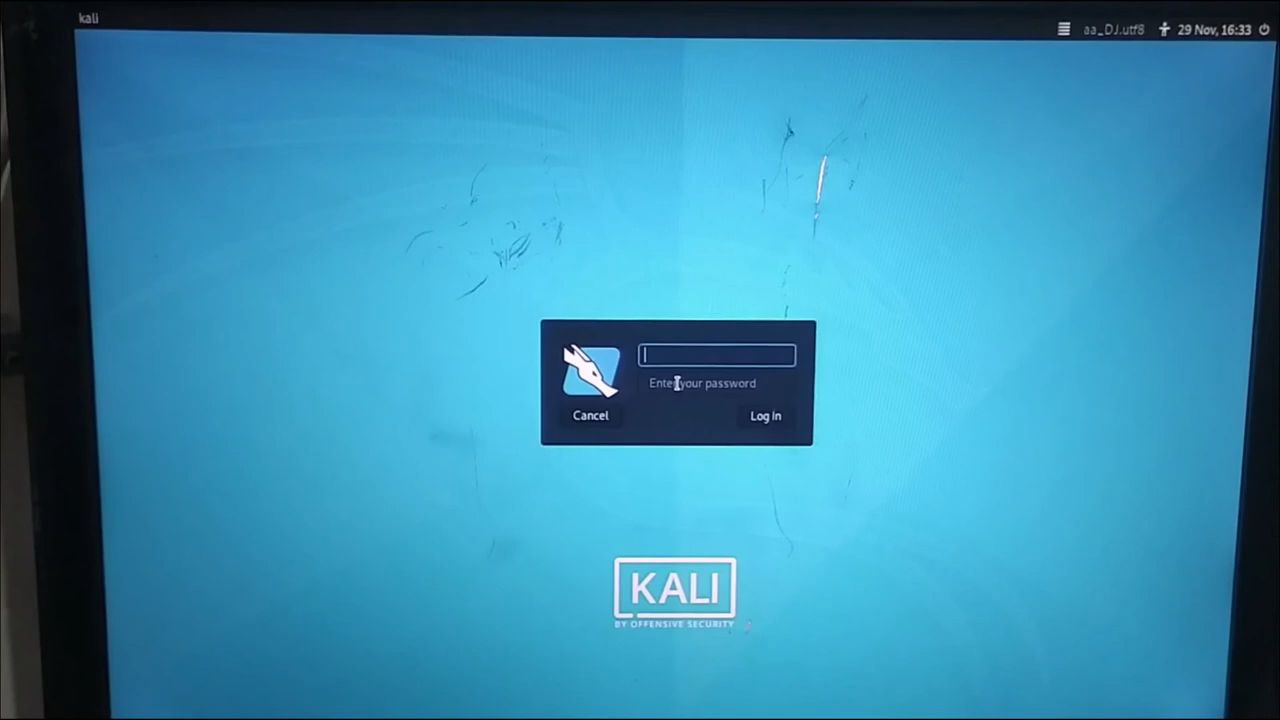 kali
aa_DJ.utf8 29 Nov, 16:33
Enter your password
Cancel Log In
KALI
BY OFFENSIVE SECURITY